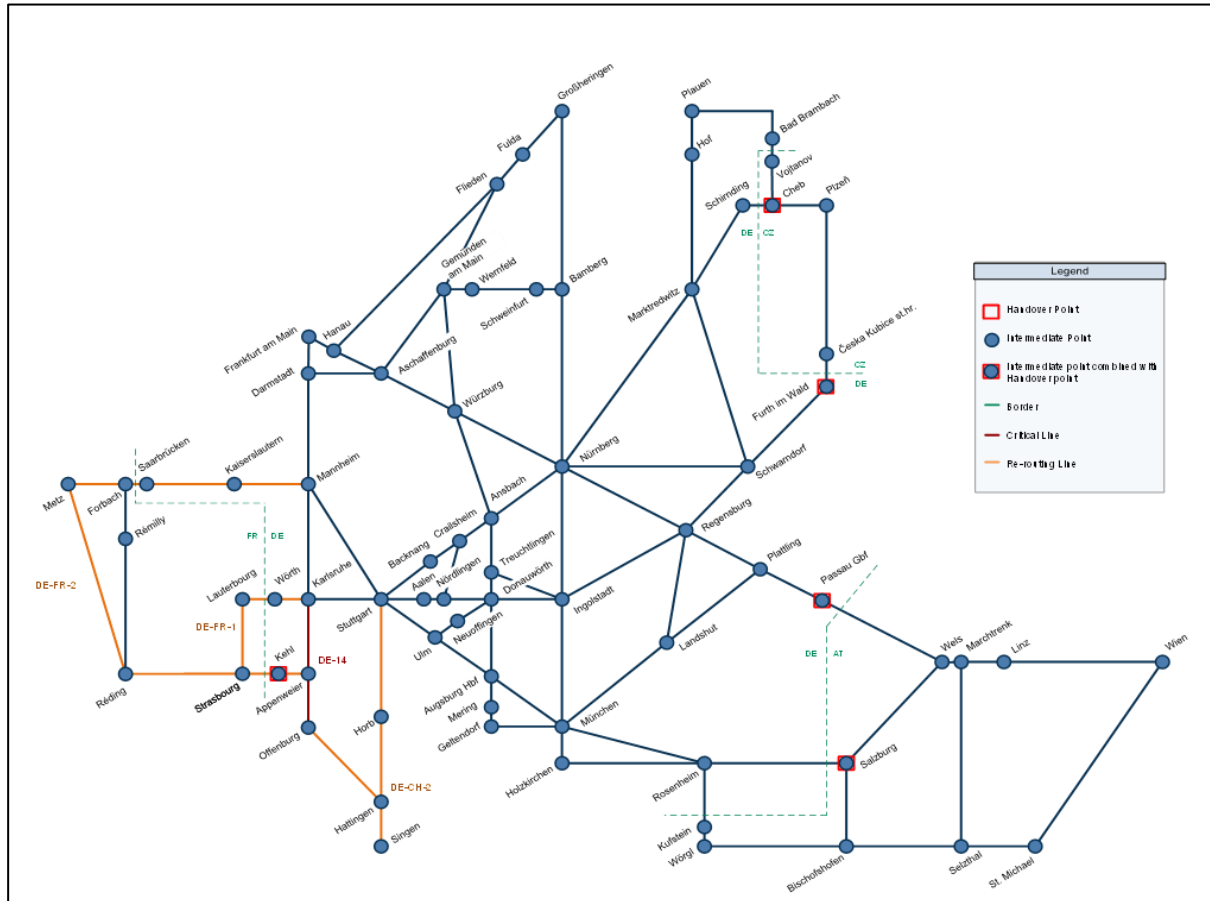 Großheringen
Plauen
Bad Brambach
Fulda
Hof
Vojtanov
Flieden
Schirnding
Cheb
Plzeň
DE
CZ
Gemünden
am Main
Wernfeld
Bamberg
Schweinfurt
Marktredwitz
Legend
Handover Point
Intermediate Point
Intermediate point combined with
Handover point
Border
Critical Line
Re-routing Line
Frankfurt am Main
Hanau
Aschaffenburg
Česka Kubice st.hr.
CZ
DE
Darmstadt
Furth im Wald
Würzburg
Nürnberg
Schwarndorf
Saarbrücken
Kaiserslautern
Mannheim
Metz
Forbach
Ansbach
Crailsheim
Regensburg
Rémilly
FR
DE
Backnang
Treuchtlingen
Plattling
Passau Gbf
DE-FR-2
Lauterbourg
Wörth
Karlsruhe
Aalen
Nördlingen
Donauwörth
Stuttgart
Ingolstadt
DE-FR-1
Neuoffingen
Ulm
Landshut
Kehl
DE-14
DE
AT
Wels
Marchtrenk
Linz
Wien
Réding
Strasbourg
Appenweier
Augsburg Hbf
Mering
Horb
Geltendorf
München
Offenburg
Holzkirchen
Rosenheim
Salzburg
DE-CH-2
Hattingen
Singen
Kufstein
Wörgl
Bischofshofen
Selzthal
St. Michael